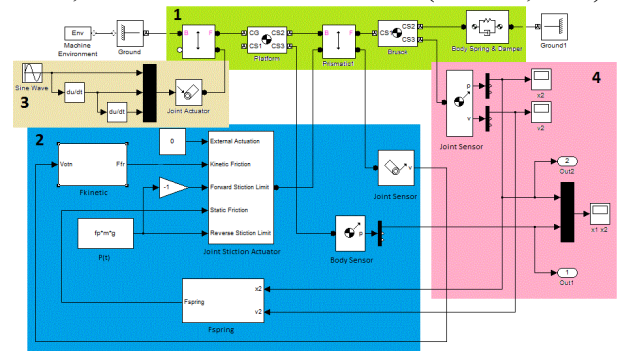 1
Env
Machine
Environment
Ground
B
F
CG
CS1
CS2
CS3
Platform
B
F
Prismatic1
CS1
CS2
CS3
Brusok
Body Spring & Damper
Ground1
3
Sine Wave
du/dt
du/dt
Joint Actuator
4
p
v
Joint Sensor
x2
v2
2
Out2
x1 x2
1
Out1
2
Votn
Ffr
Fkinetic
0
-1
fp*m*g
F(t)
External Actuation
Kinetic Friction
Forward Stiction Limit
Static Friction
Reverse Stiction Limit
Joint Stiction Actuator
v
Joint Sensor
p
Body Sensor
Fspring
x2
v2
Fspring